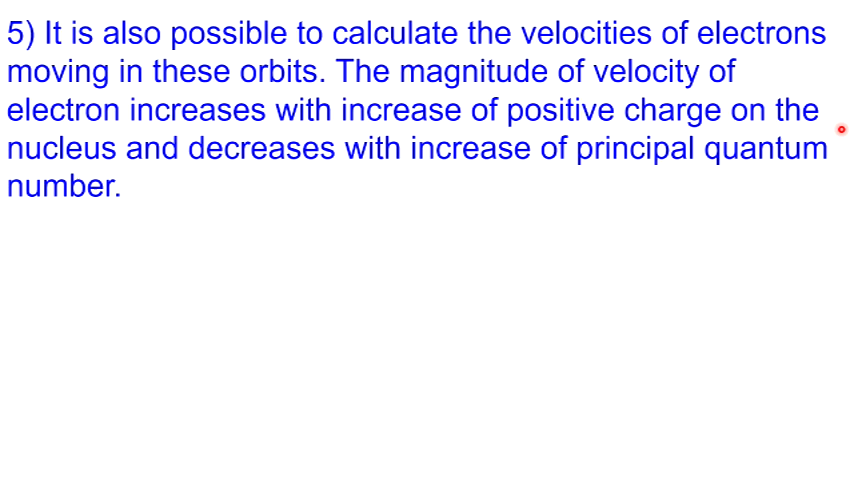 5) It is also possible to calculate the velocities of electrons
moving in these orbits. The magnitude of velocity of
electron increases with increase of positive charge on the
nucleus and decreases with increase of principal quantum
number.